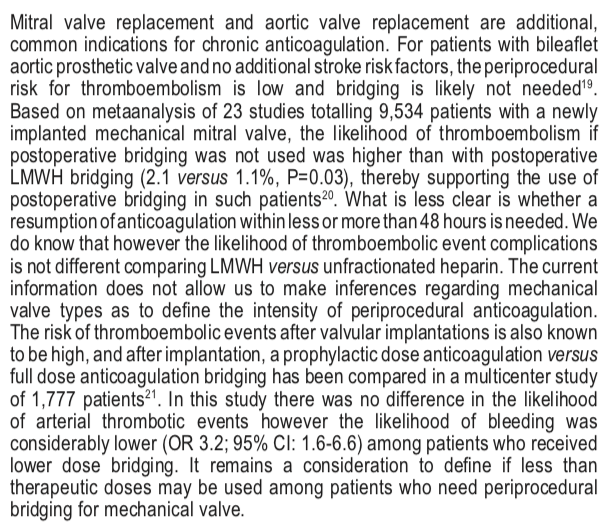 Mitral valve replacement and aortic valve replacement are additional,
common indications for chronic anticoagulation. For patients with bileaflet
aortic prosthetic valve and no additional stroke risk factors, the periprocedural
risk for thromboembolism is low and bridging is likely not needed¹⁹.
Based on metaanalysis of 23 studies totalling 9,534 patients with a newly
implanted mechanical mitral valve, the likelihood of thromboembolism if
postoperative bridging was not used was higher than with postoperative
LMWH bridging (2.1 versus 1.1%, P=0.03), thereby supporting the use of
postoperative bridging in such patients²⁰. What is less clear is whether a
resumption of anticoagulation within less or more than 48 hours is needed. We
do know that however the likelihood of thromboembolic event complications
is not different comparing LMWH versus unfractionated heparin. The current
information does not allow us to make inferences regarding mechanical
valve types as to define the intensity of periprocedural anticoagulation.
The risk of thromboembolic events after valvular implantations is also known
to be high, and after implantation, a prophylactic dose anticoagulation versus
full dose anticoagulation bridging has been compared in a multicenter study
of 1,777 patients²¹. In this study there was no difference in the likelihood
of arterial thrombotic events however the likelihood of bleeding was
considerably lower (OR 3.2; 95% CI: 1.6-6.6) among patients who received
lower dose bridging. It remains a consideration to define if less than
therapeutic doses may be used among patients who need periprocedural
bridging for mechanical valve.